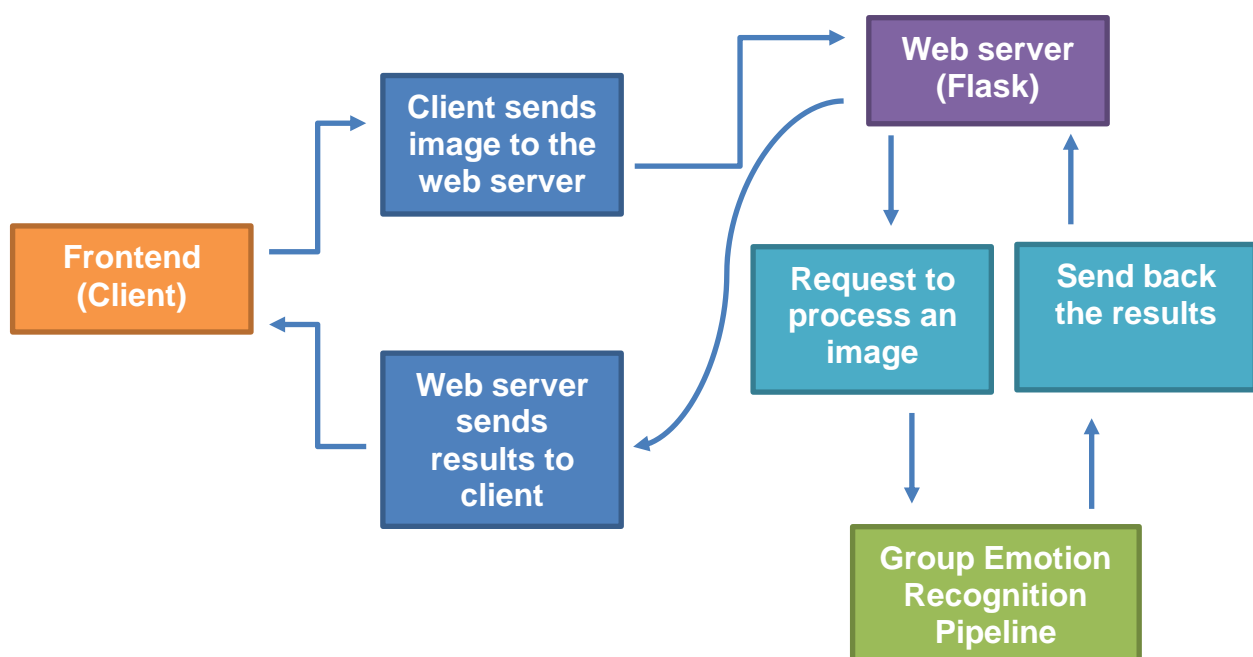 Web server
(Flask)
Client sends
image to the
web server
Frontend
(Client)
Request to
process an
image
Send back
the results
Web server
sends
results to
client
Group Emotion
Recognition
Pipeline